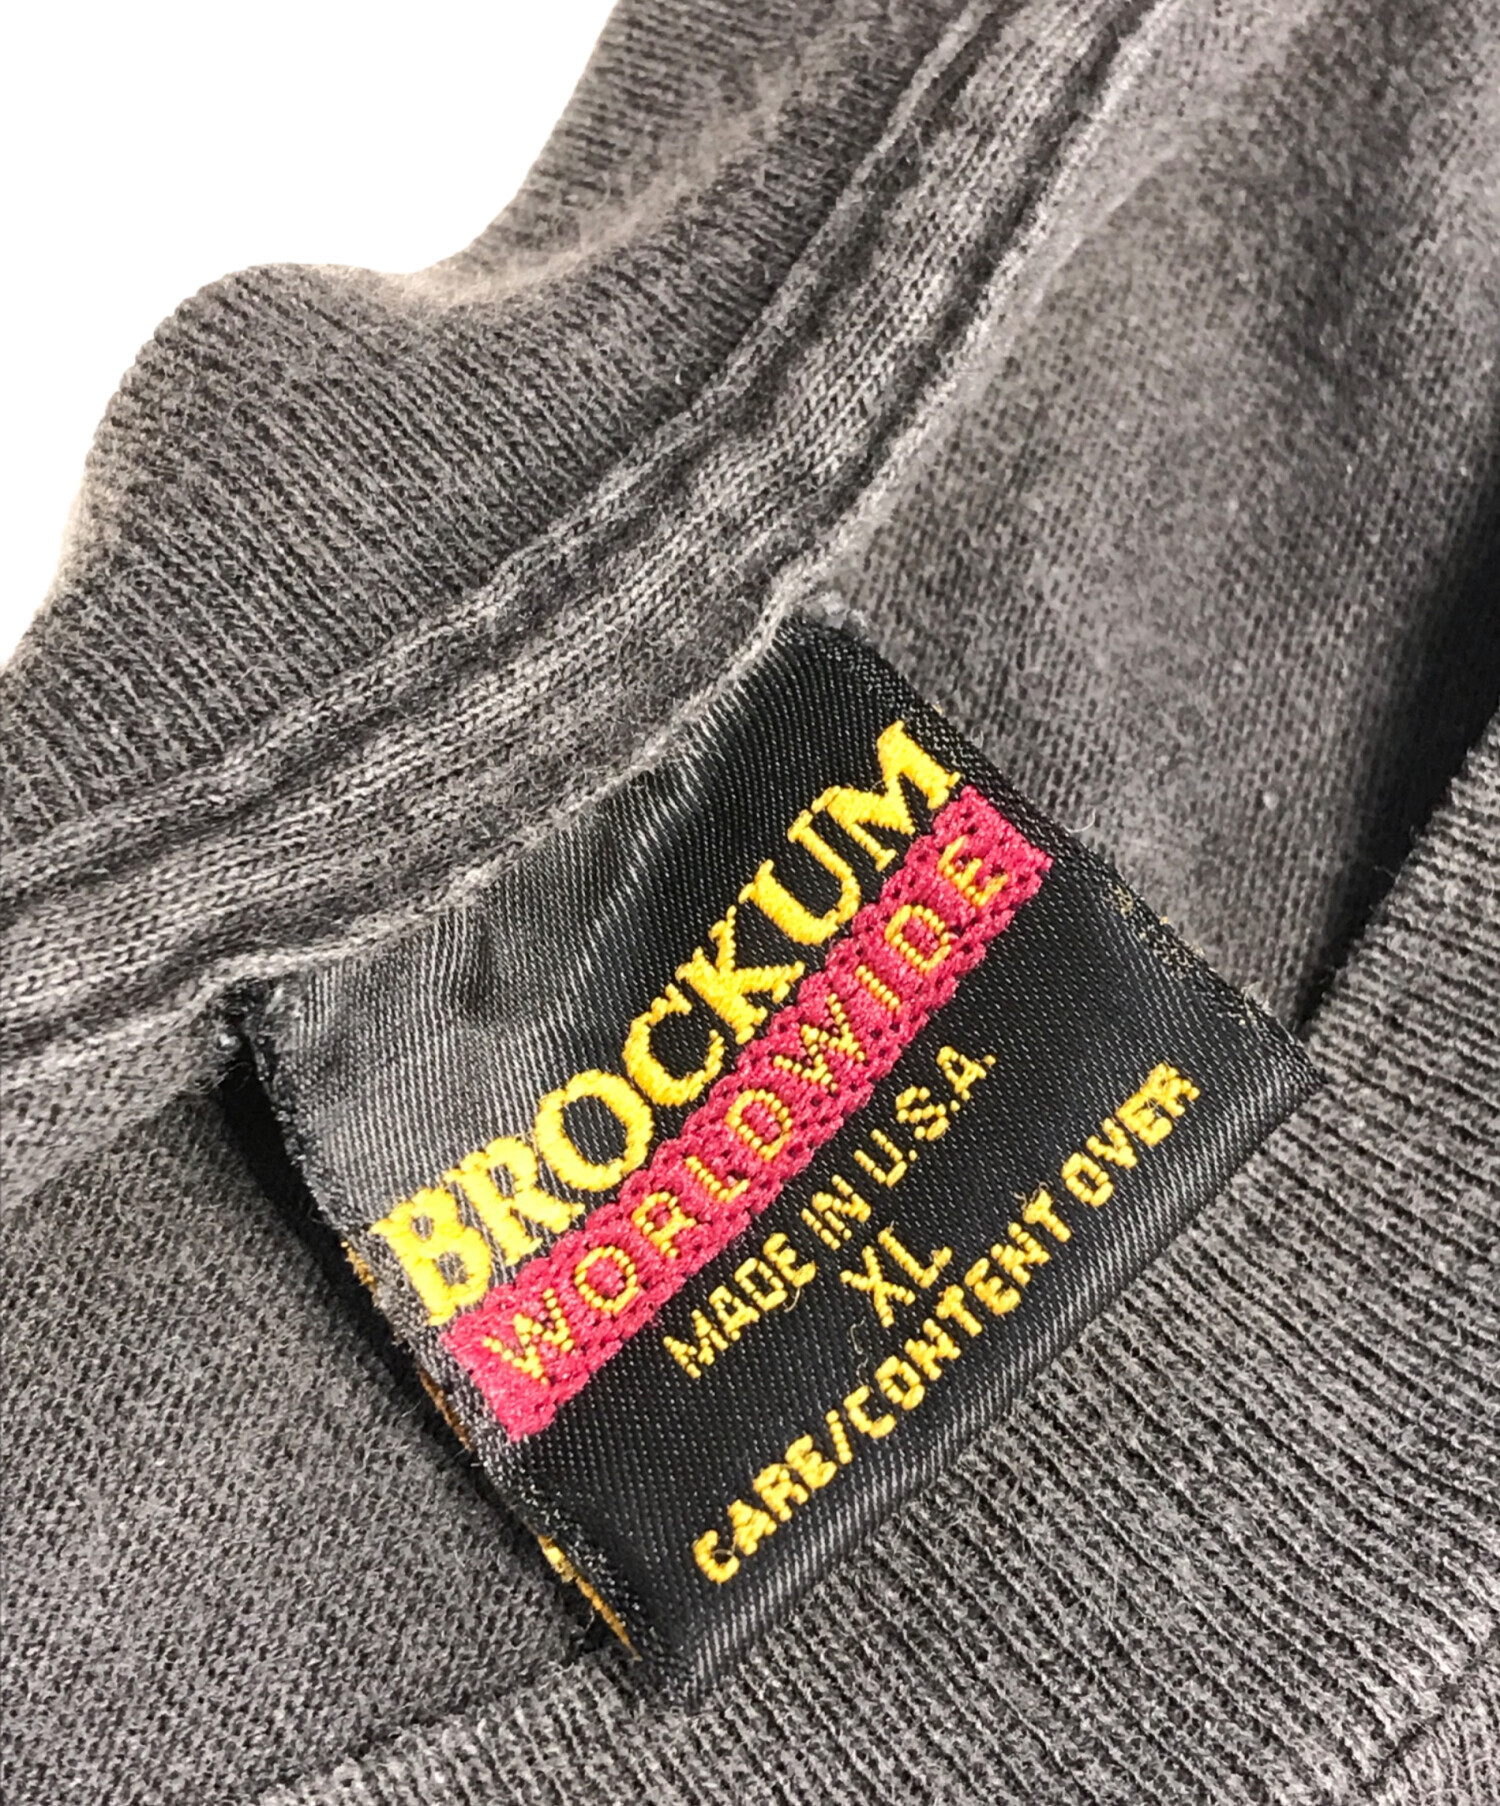 BROCKUM
WORLDWIDE
MADE IN U.S.A.
XL
CARE/CONTENT OVER